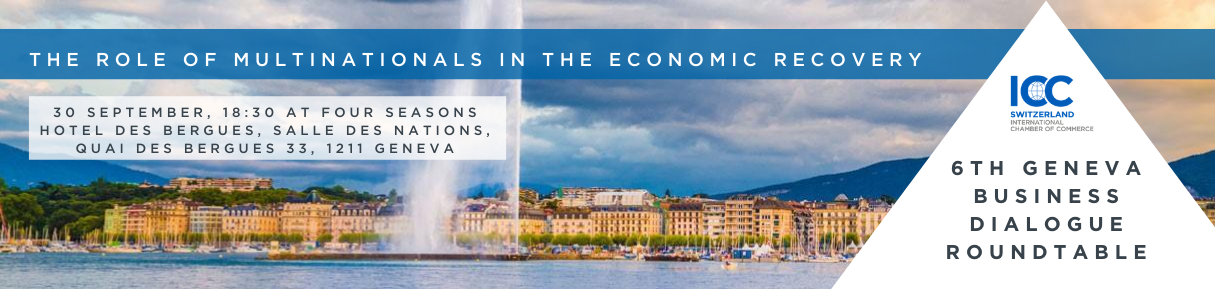 THE ROLE OF MULTINATIONALS IN THE ECONOMIC RECOVERY
30 SEPTEMBER, 18:30 AT FOUR SEASONS
HOTEL DES BERGUES, SALLE DES NATIONS,
QUAI DES BERGUES 33, 1211 GENEVA
ICC
SWITZERLAND
INTERNATIONAL
CHAMBER OF COMMERCE
6TH GENEVA
BUSINESS
DIALOGUE
ROUNDTABLE